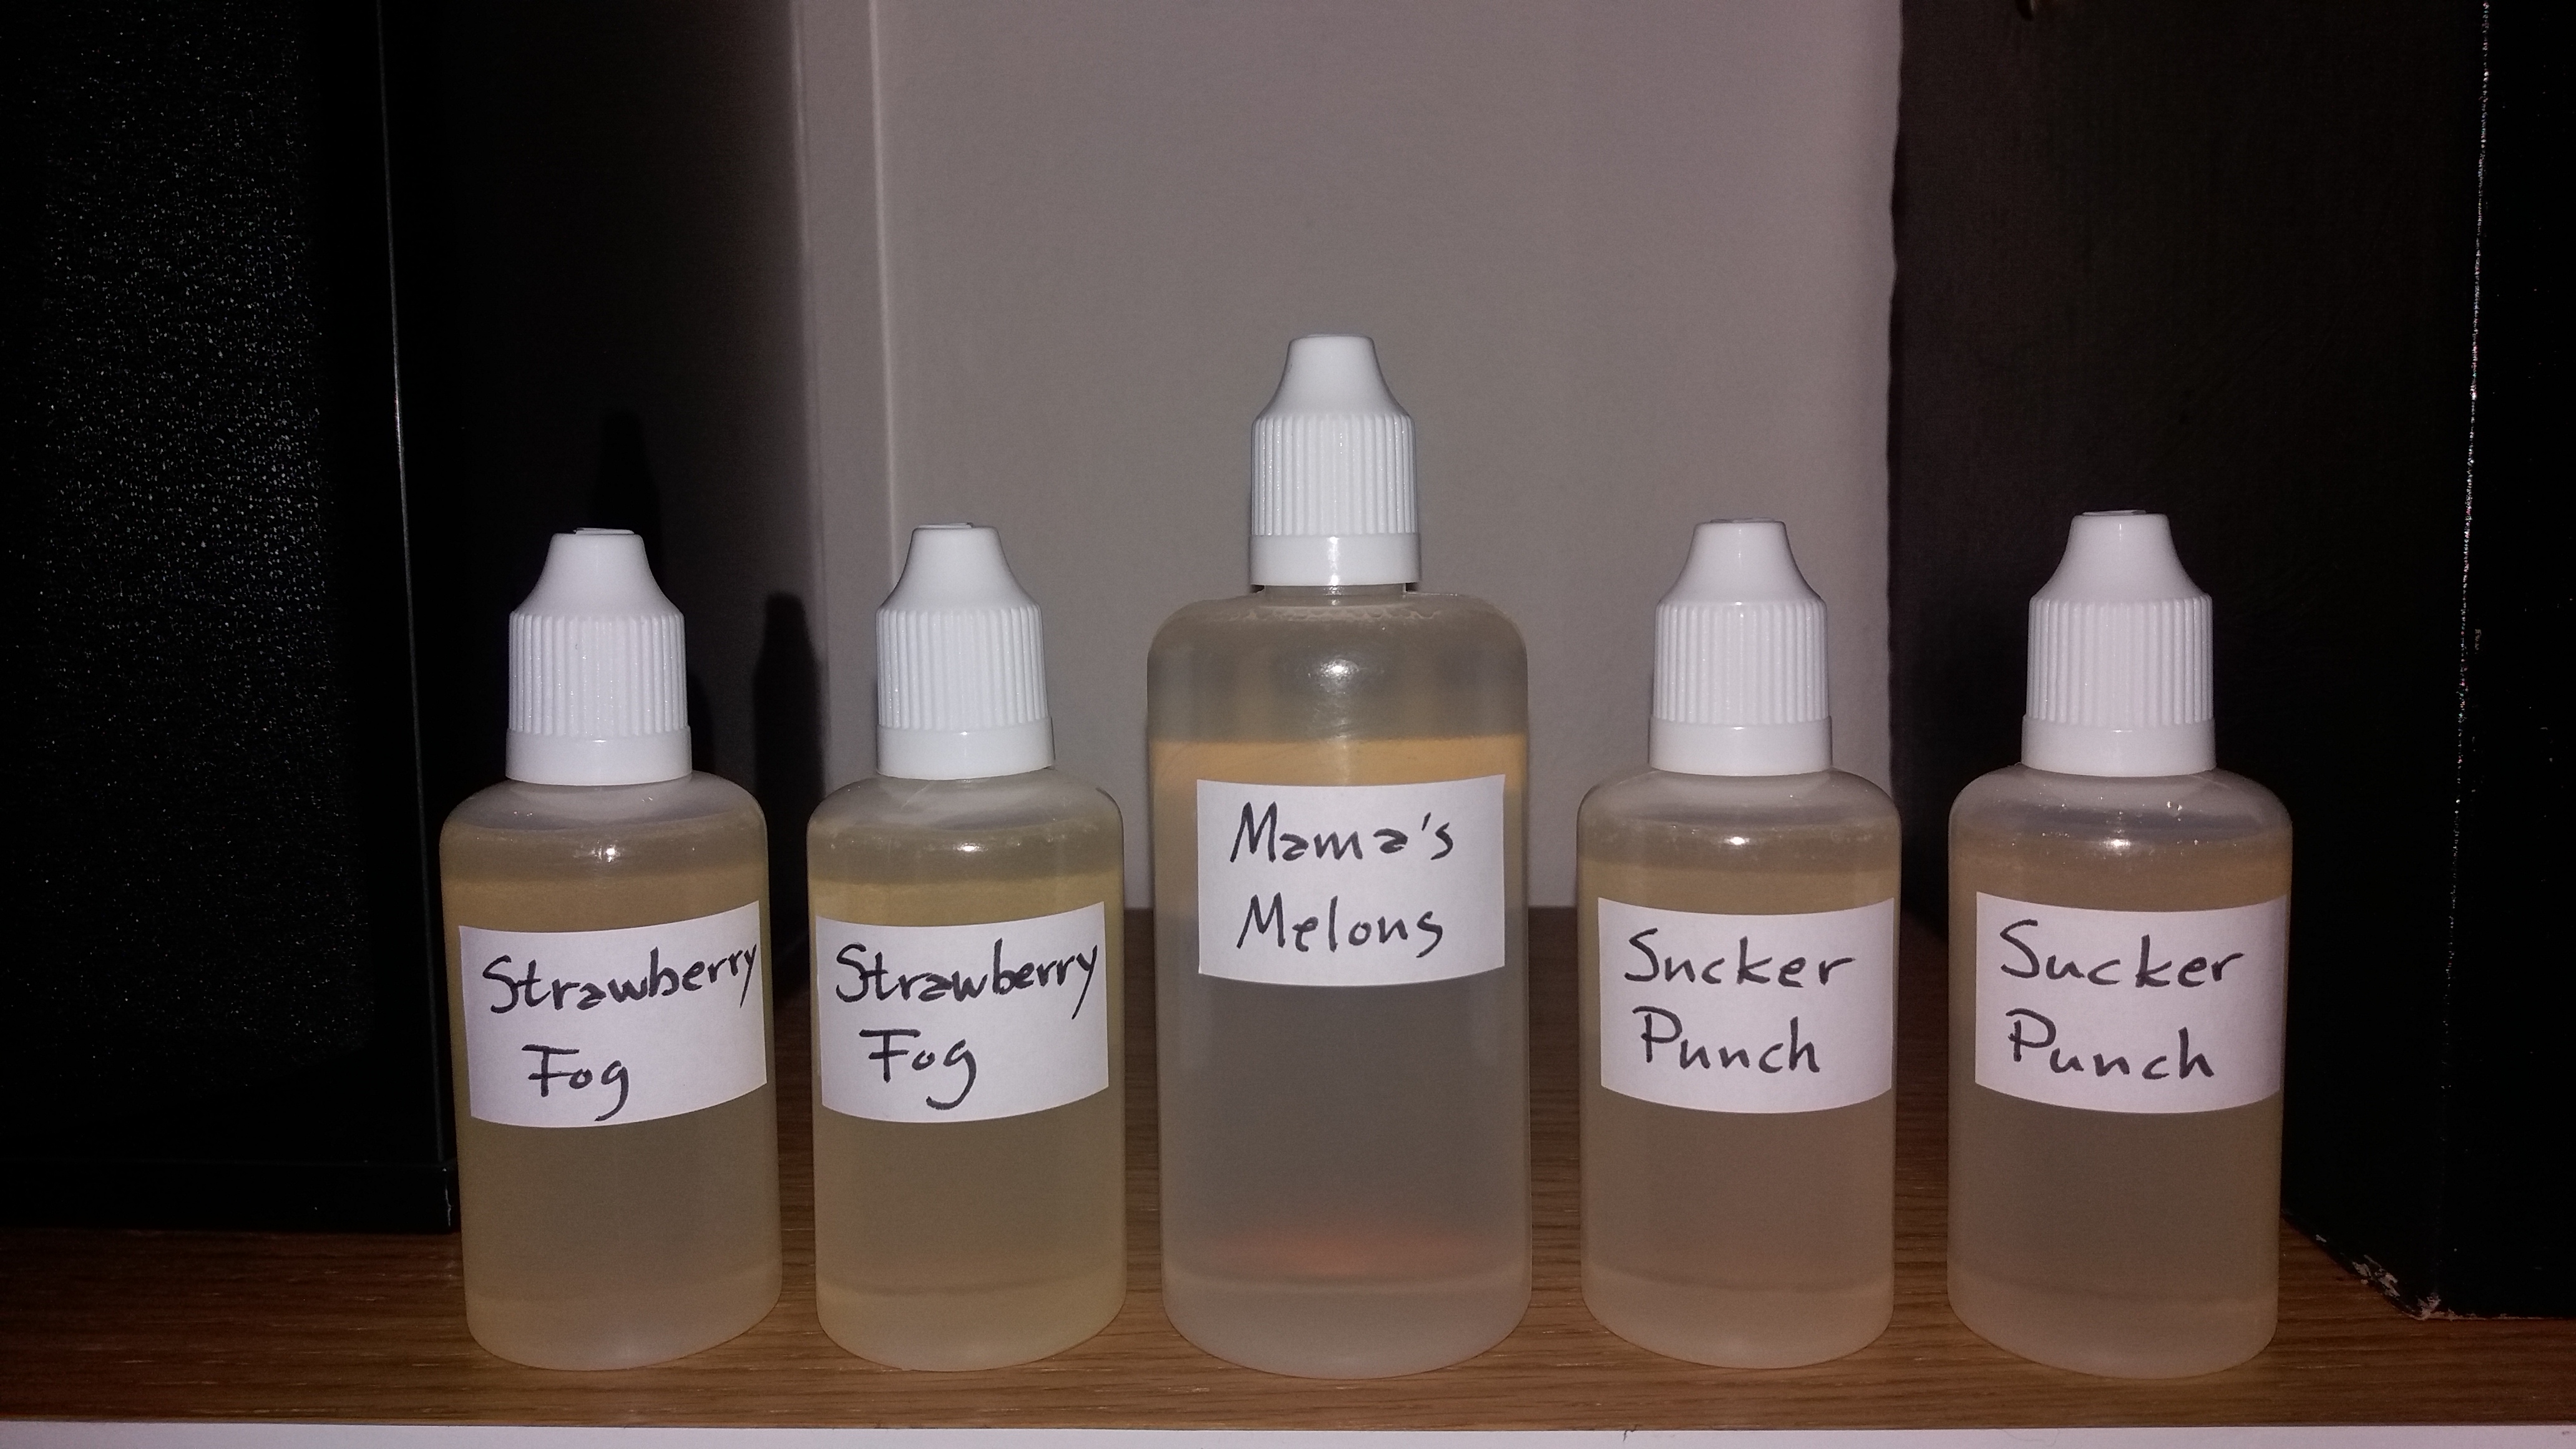 Strawberry
Fog
Strawberry
Fog
Mama's
Melons
Sucker
Punch
Sucker
Punch